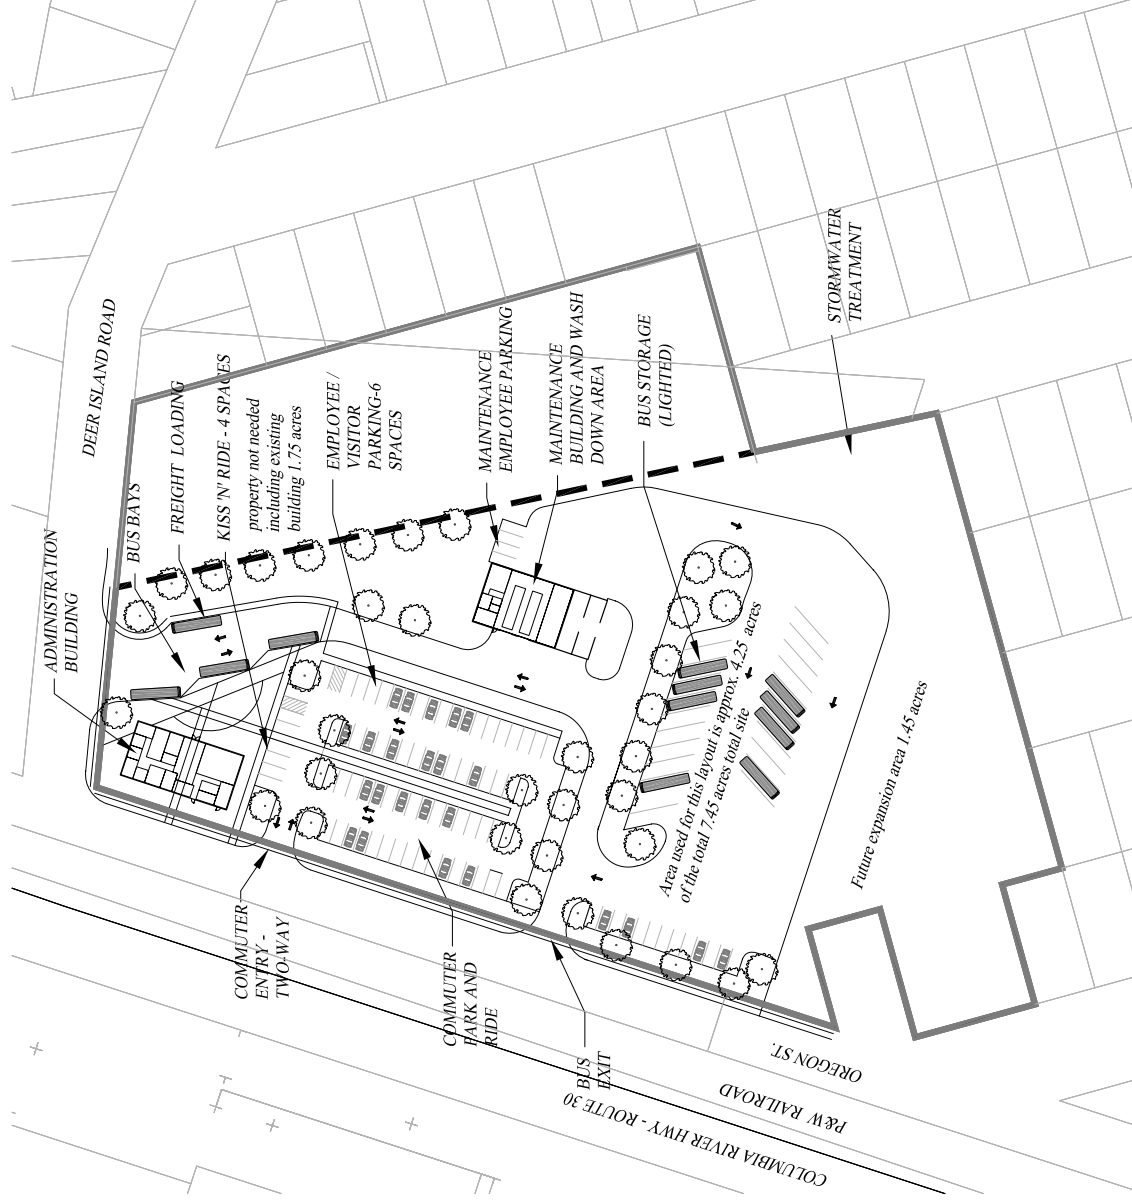 DEER ISLAND ROAD
ADMINISTRATION
BUILDING
BUS BAYS
FREIGHT LOADING
KISS 'N' RIDE - 4 SPACES
property not needed
including existing
building 1.75 acres
EMPLOYEE /
VISITOR
PARKING-6
SPACES
MAINTENANCE
EMPLOYEE PARKING
MAINTENANCE
BUILDING AND WASH
DOWN AREA
BUS STORAGE
(LIGHTED)
STORMWATER
TREATMENT
Area used for this layout is approx. 4.25 acres
of the total 7.45 acres total site
Future expansion area 1.45 acres
COMMUTER
ENTRY -
TWO-WAY
COMMUTER
PARK AND
RIDE
BUS
EXIT
OREGON ST.
P&W RAILROAD
COLUMBIA RIVER HWY - ROUTE 30